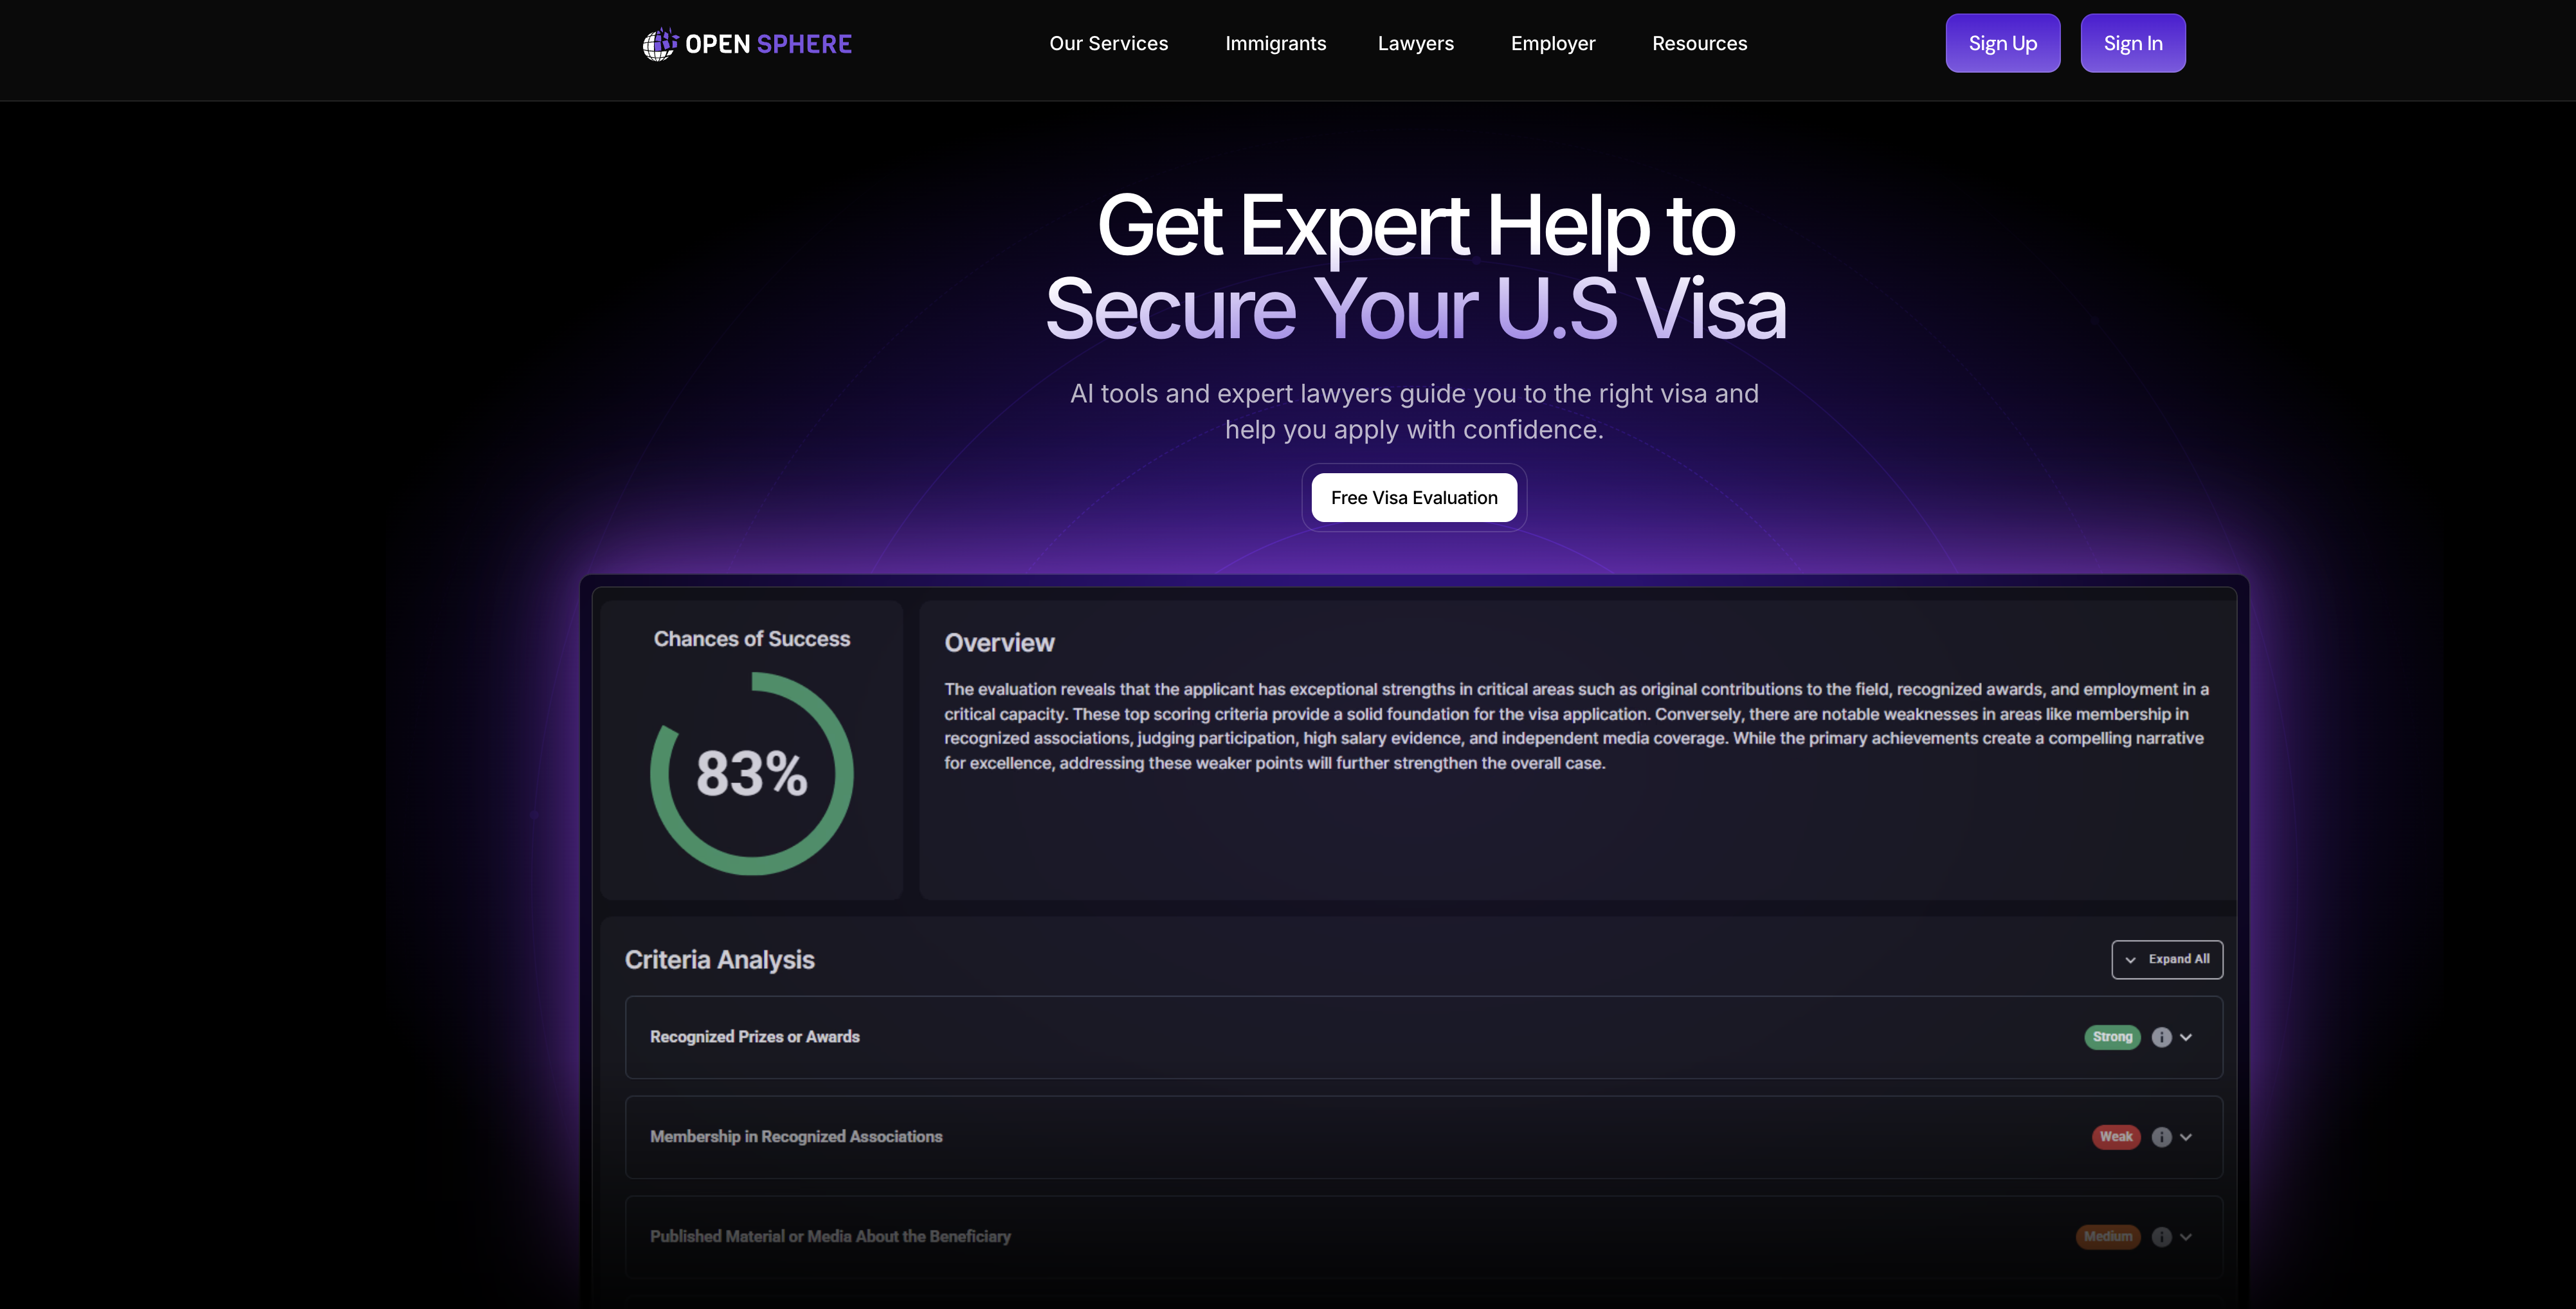 OPEN SPHERE
Our Services
Immigrants
Lawyers
Employer
Resources
Sign Up
Sign In
Get Expert Help to
Secure Your U.S Visa
AI tools and expert lawyers guide you to the right visa and
help you apply with confidence.
Free Visa Evaluation
Chances of Success
83%
Overview
The evaluation reveals that the applicant has exceptional strengths in critical areas such as original contributions to the field, recognized awards, and employment in a
critical capacity. These top scoring criteria provide a solid foundation for the visa application. Conversely, there are notable weaknesses in areas like membership in
recognized associations, judging participation, high salary evidence, and independent media coverage. While the primary achievements create a compelling narrative
for excellence, addressing these weaker points will further strengthen the overall case.
Criteria Analysis
Expand All
Recognized Prizes or Awards
Strong
Membership in Recognized Associations
Weak
Published Material or Media About the Beneficiary
Medium